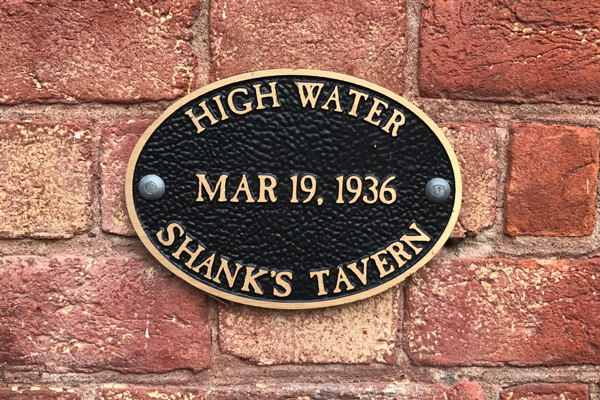 HIGH WATER
MAR 19, 1936
SHANK'S TAVERN